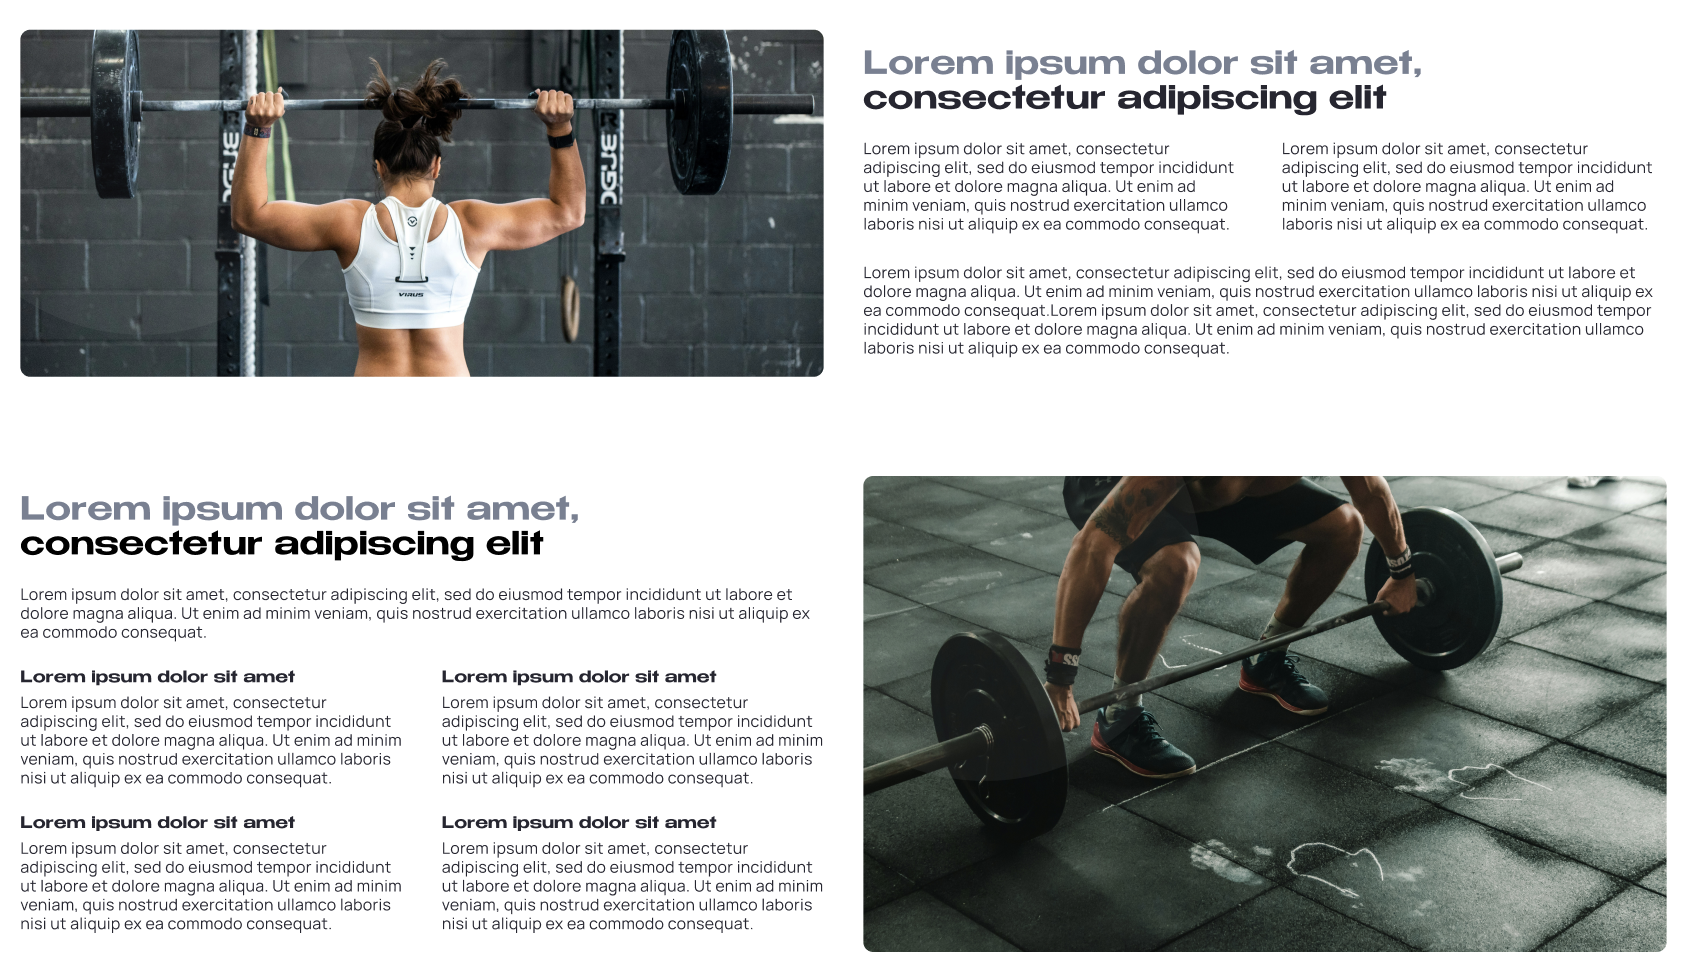 OGUE
R
OGUE
VIRUS
Lorem ipsum dolor sit amet,
consectetur adipiscing elit
Lorem ipsum dolor sit amet, consectetur
adipiscing elit, sed do eiusmod tempor incididunt
ut labore et dolore magna aliqua. Ut enim ad
minim veniam, quis nostrud exercitation ullamco
laboris nisi ut aliquip ex ea commodo consequat.
Lorem ipsum dolor sit amet, consectetur
adipiscing elit, sed do eiusmod tempor incididunt
ut labore et dolore magna aliqua. Ut enim ad
minim veniam, quis nostrud exercitation ullamco
laboris nisi ut aliquip ex ea commodo consequat.
Lorem ipsum dolor sit amet, consectetur adipiscing elit, sed do eiusmod tempor incididunt ut labore et
dolore magna aliqua. Ut enim ad minim veniam, quis nostrud exercitation ullamco laboris nisi ut aliquip ex
ea commodo consequat.Lorem ipsum dolor sit amet, consectetur adipiscing elit, sed do eiusmod tempor
incididunt ut labore et dolore magna aliqua. Ut enim ad minim veniam, quis nostrud exercitation ullamco
laboris nisi ut aliquip ex ea commodo consequat.
Lorem ipsum dolor sit amet,
consectetur adipiscing elit
Lorem ipsum dolor sit amet, consectetur adipiscing elit, sed do eiusmod tempor incididunt ut labore et
dolore magna aliqua. Ut enim ad minim veniam, quis nostrud exercitation ullamco laboris nisi ut aliquip ex
ea commodo consequat.
Lorem ipsum dolor sit amet
Lorem ipsum dolor sit amet, consectetur
adipiscing elit, sed do eiusmod tempor incididunt
ut labore et dolore magna aliqua. Ut enim ad minim
veniam, quis nostrud exercitation ullamco laboris
nisi ut aliquip ex ea commodo consequat.
Lorem ipsum dolor sit amet
Lorem ipsum dolor sit amet, consectetur
adipiscing elit, sed do eiusmod tempor incididunt
ut labore et dolore magna aliqua. Ut enim ad minim
veniam, quis nostrud exercitation ullamco laboris
nisi ut aliquip ex ea commodo consequat.
Lorem ipsum dolor sit amet
Lorem ipsum dolor sit amet, consectetur
adipiscing elit, sed do eiusmod tempor incididunt
ut labore et dolore magna aliqua. Ut enim ad minim
veniam, quis nostrud exercitation ullamco laboris
nisi ut aliquip ex ea commodo consequat.
Lorem ipsum dolor sit amet
Lorem ipsum dolor sit amet, consectetur
adipiscing elit, sed do eiusmod tempor incididunt
ut labore et dolore magna aliqua. Ut enim ad minim
veniam, quis nostrud exercitation ullamco laboris
nisi ut aliquip ex ea commodo consequat.